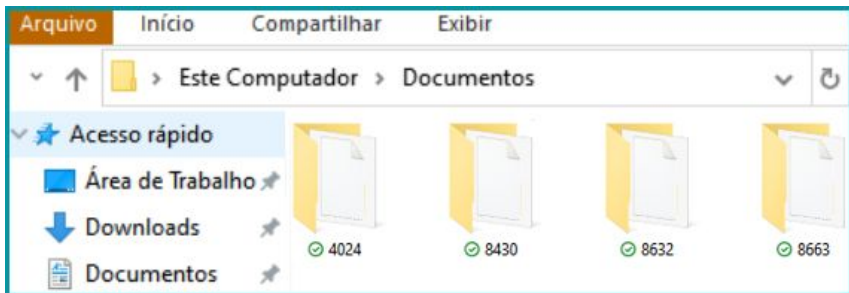 Arquivo Início Compartilhar Exibir
Este Computador > Documentos
Acesso rápido
Área de Trabalho
Downloads
Documentos
4024 8430 8632 8663